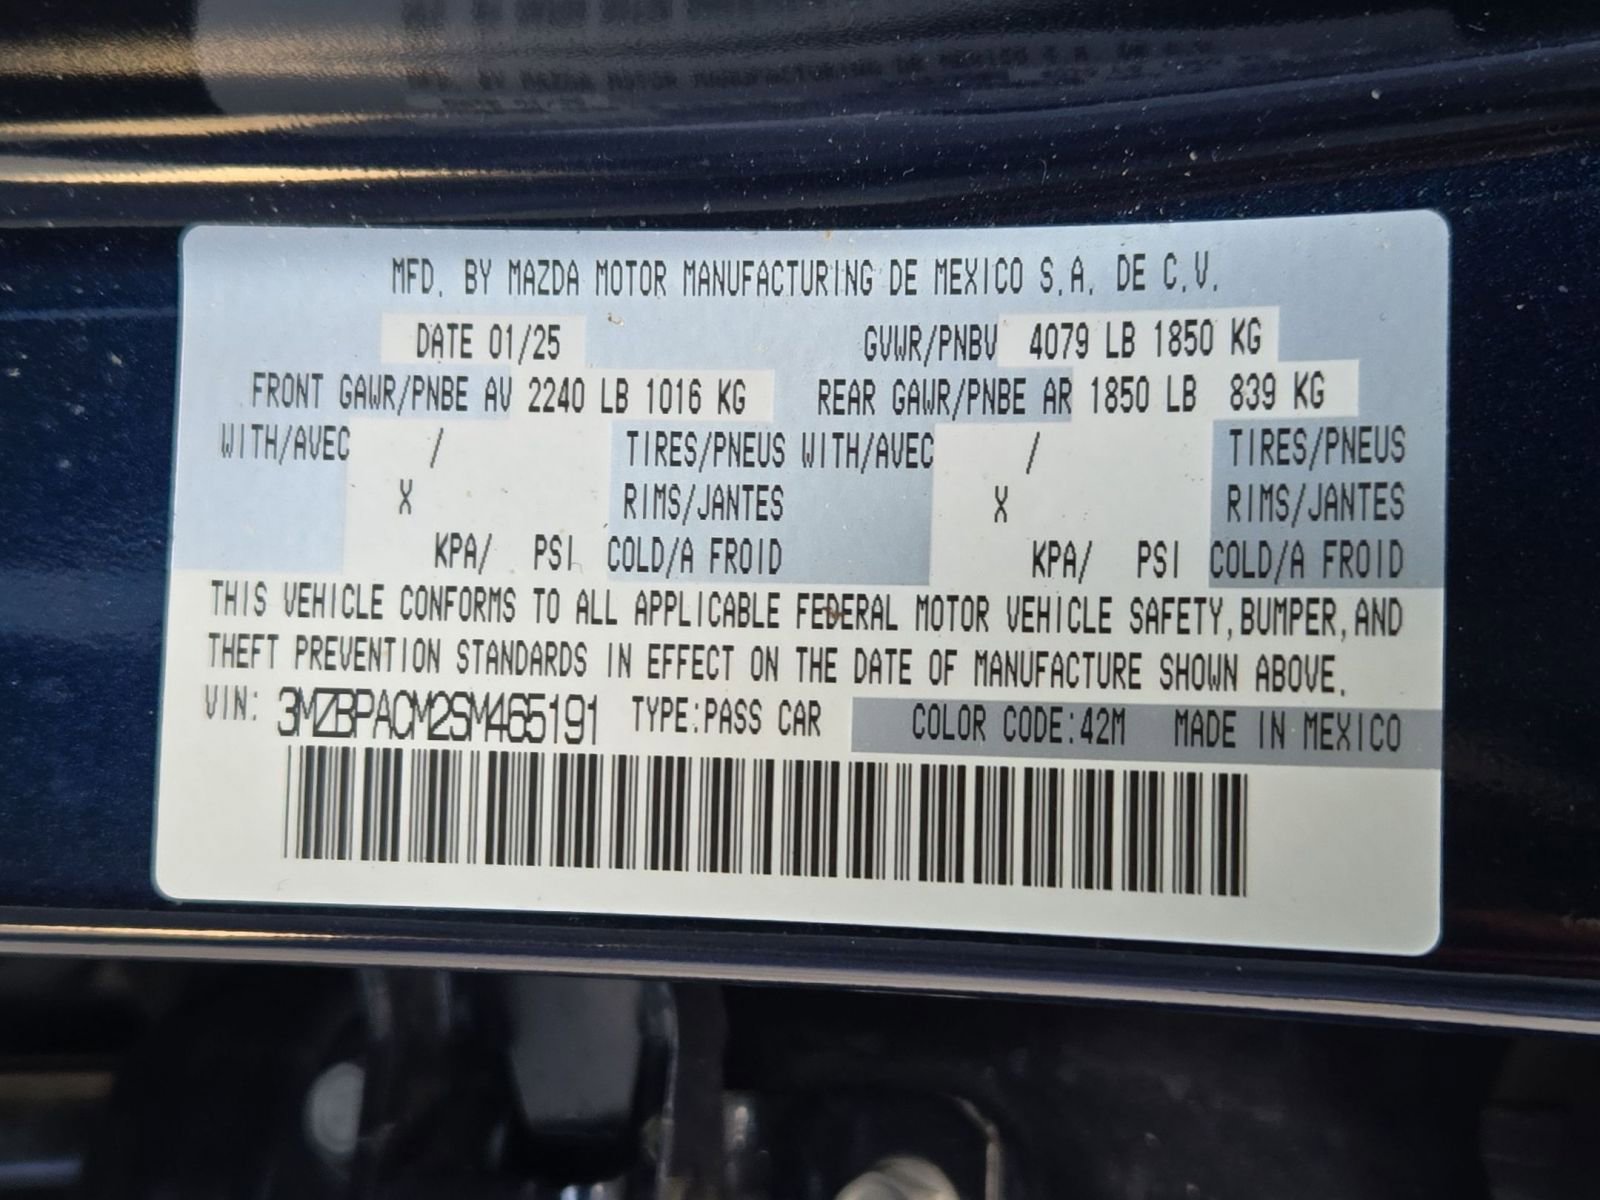 MFD. BY MAZDA MOTOR MANUFACTURING DE MEXICO S.A. DE C.V.
DATE 01/25 GVWR/PNBV 4079 LB 1850 KG
FRONT GAWR/PNBE AV 2240 LB 1016 KG REAR GAWR/PNBE AR 1850 LB 839 KG
WITH/AVEC / TIRES/PNEUS WITH/AVEC / TIRES/PNEUS
X RIMS/JANTES X RIMS/JANTES
KPA/ PSI COLD/A FROID KPA/ PSI COLD/A FROID
THIS VEHICLE CONFORMS TO ALL APPLICABLE FEDERAL MOTOR VEHICLE SAFETY, BUMPER, AND
THEFT PREVENTION STANDARDS IN EFFECT ON THE DATE OF MANUFACTURE SHOWN ABOVE.
VIN: 3MZBPACM2SM465191 TYPE:PASS CAR COLOR CODE:42M MADE IN MEXICO